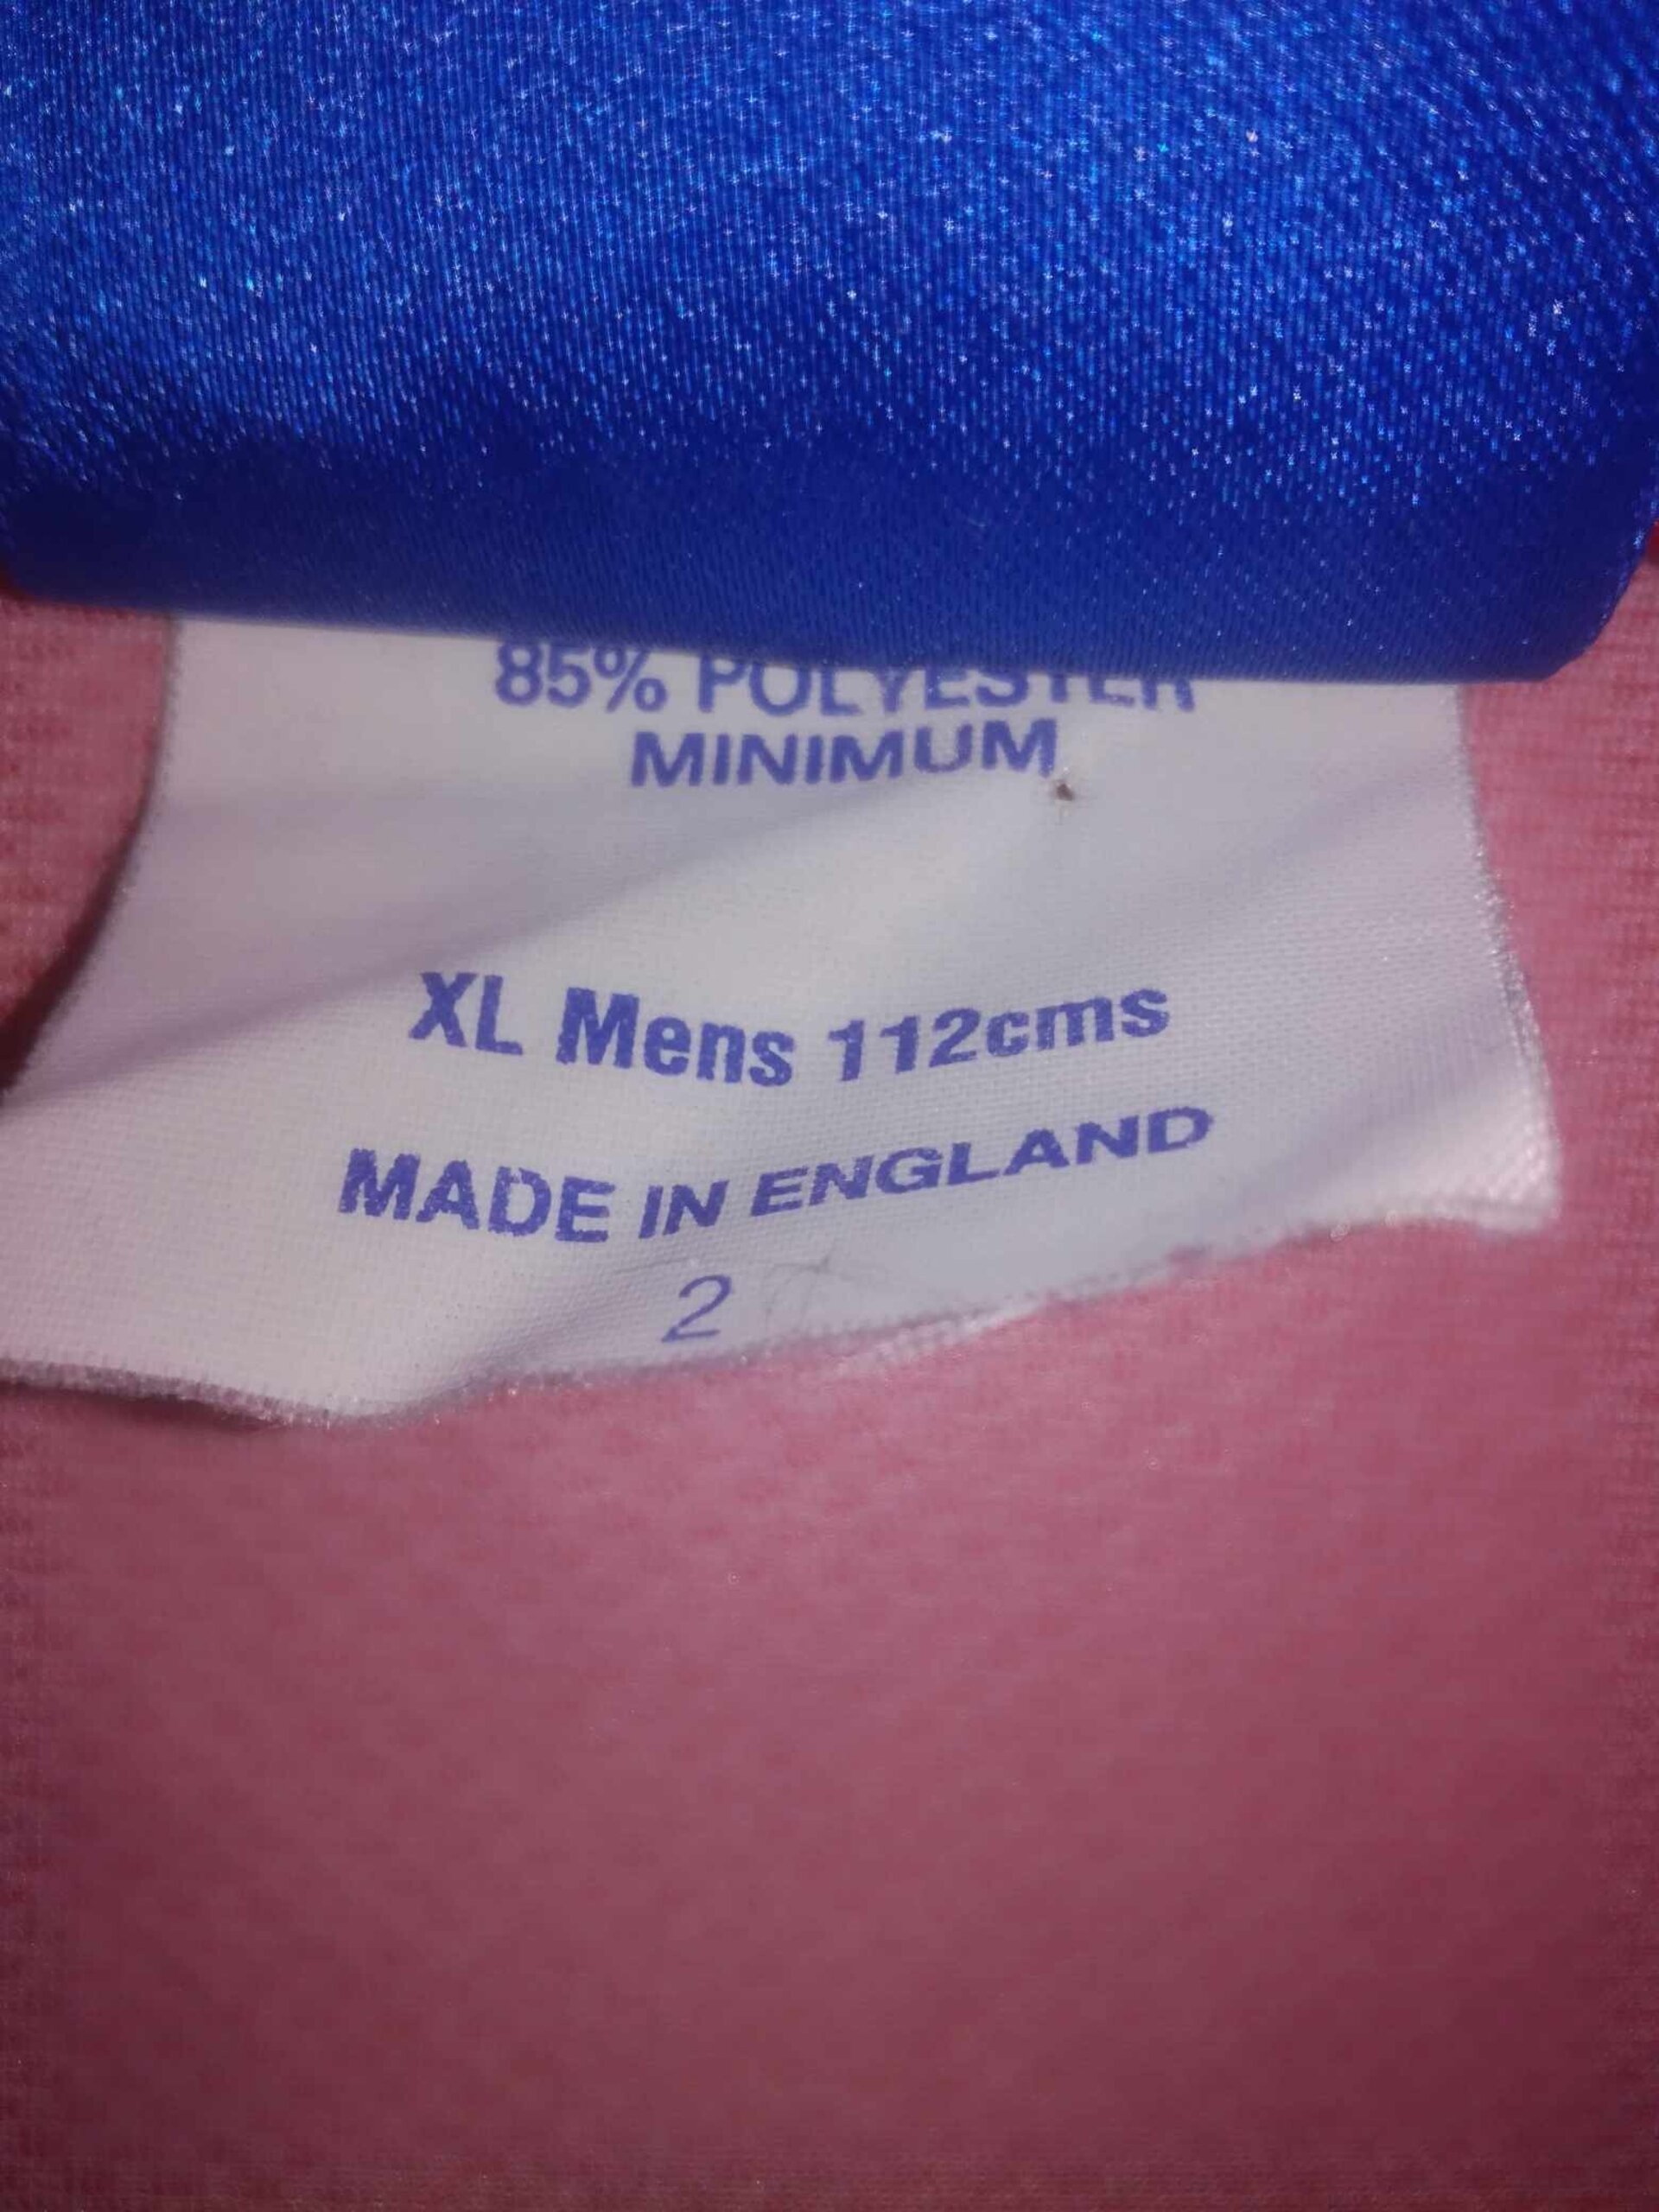 85% POLYESTER
MINIMUM
XL Mens 112cms
MADE IN ENGLAND
2